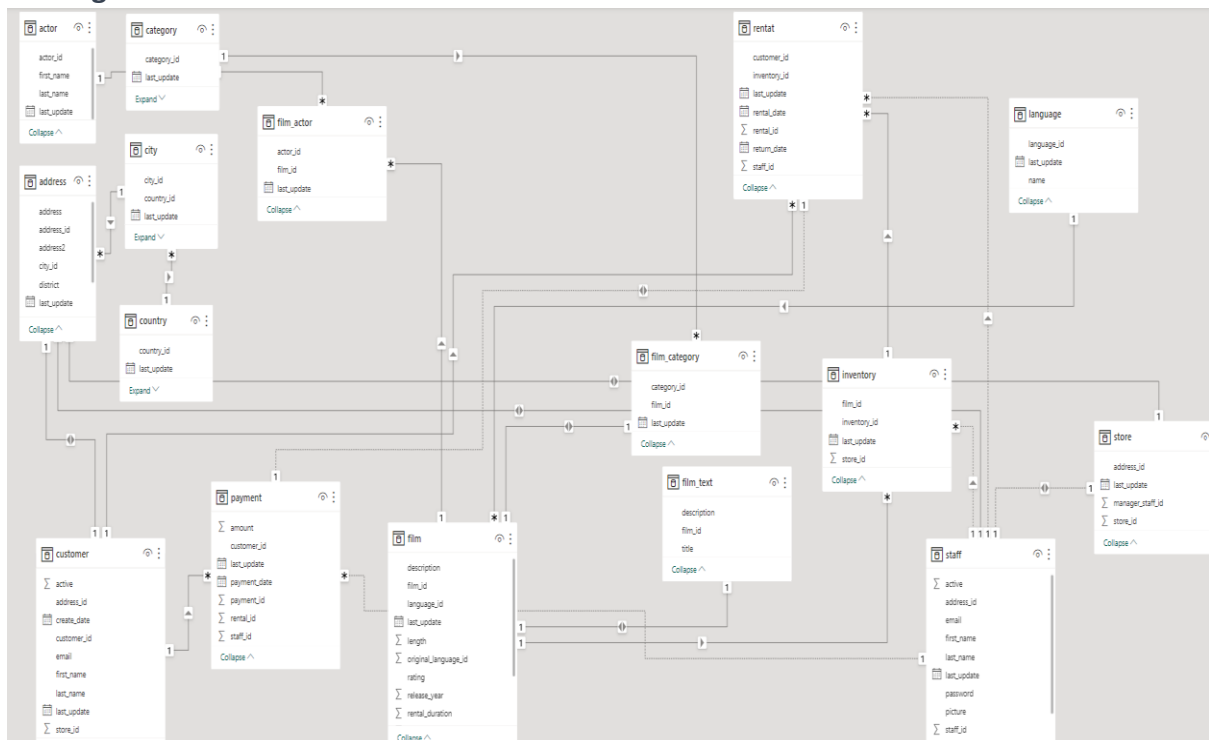 actor
actor_id
first_name
last_name
last_update
Collapse
category
category_id
last_update
Expand
rentat
customer_id
inventory_id
last_update
rental_date
rental_id
return_date
staff_id
Collapse
language
language_id
last_update
name
Collapse
film_actor
actor_id
film_id
last_update
Collapse
city
city_id
country_id
last_update
Expand
address
address
address_id
address2
city_id
district
last_update
Collapse
country
country_id
last_update
Expand
film_category
category_id
film_id
last_update
Collapse
inventory
film_id
inventory_id
last_update
store_id
Collapse
store
address_id
last_update
manager_staff_id
store_id
Collapse
film_text
description
film_id
title
Collapse
payment
amount
customer_id
last_update
payment_date
payment_id
rental_id
staff_id
Collapse
customer
active
address_id
create_date
customer_id
email
first_name
last_name
last_update
store_id
film
description
film_id
language_id
last_update
length
original_language_id
rating
release_year
rental_duration
Collapse
staff
active
address_id
email
first_name
last_name
last_update
password
picture
staff_id